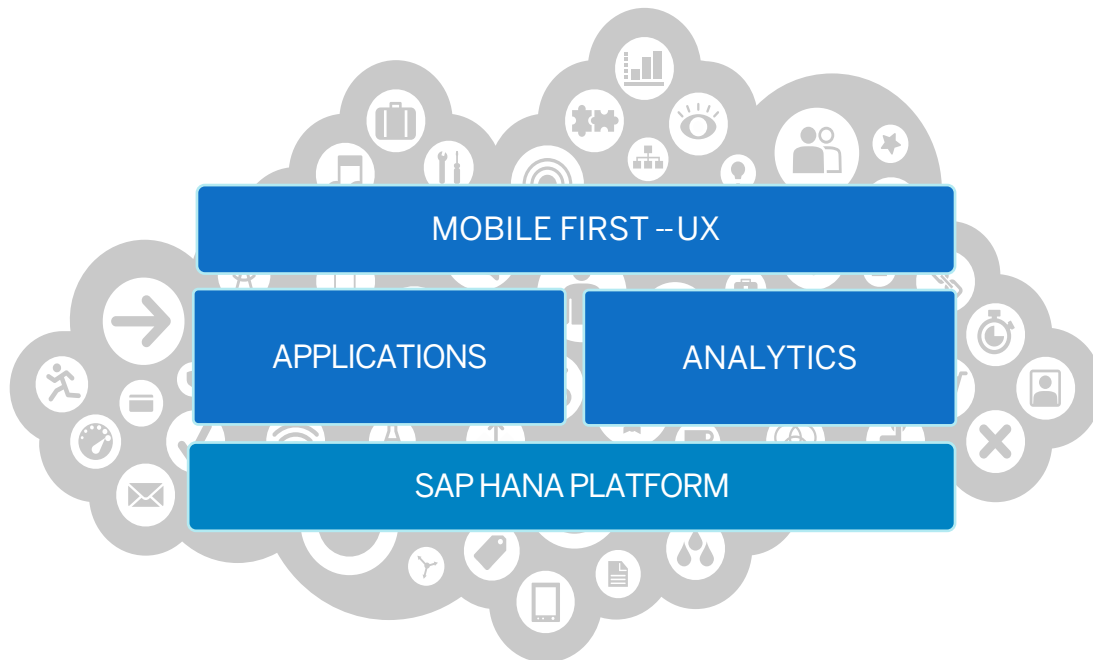 MOBILE FIRST -- UX
APPLICATIONS
ANALYTICS
SAP HANA PLATFORM